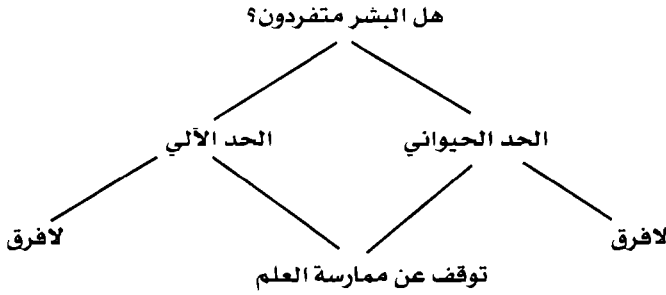 هل البشر متفردون؟
الحد الحيواني
الحد الآلي
لافرق
لافرق
توقف عن ممارسة العلم